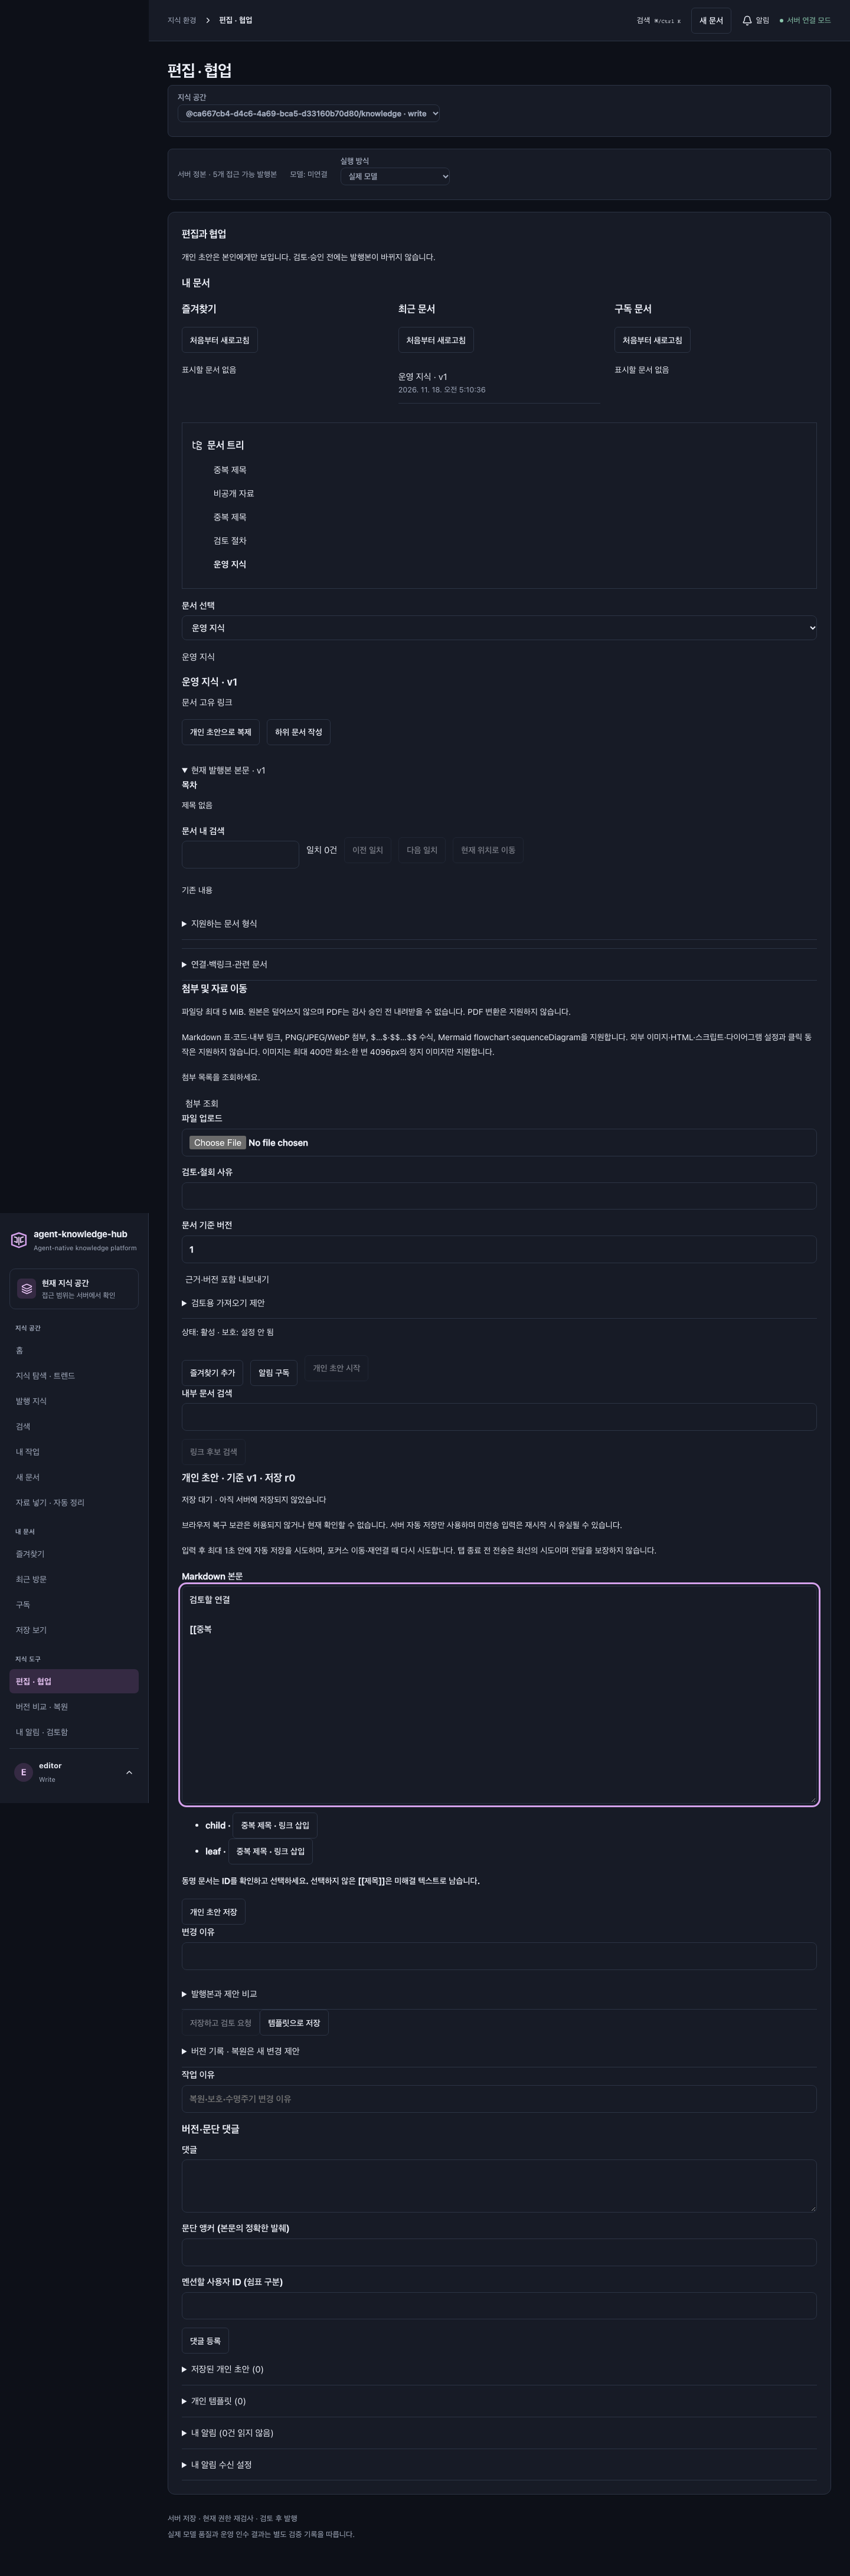 지식 환경 > 편집 · 협업
검색 ⌘/Ctrl K
새 문서
알림
서버 연결 모드
편집 · 협업
지식 공간
@ca667cb4-d4c6-4a69-bca5-d33160b70d80/knowledge · write
서버 정본 · 5개 접근 가능 발행본
모델: 미연결
실행 방식
실제 모델
편집과 협업
개인 초안은 본인에게만 보입니다. 검토·승인 전에는 발행본이 바뀌지 않습니다.
내 문서
즐겨찾기
처음부터 새로고침
표시할 문서 없음
최근 문서
처음부터 새로고침
운영 지식 · v1
2026. 11. 18. 오전 5:10:36
구독 문서
처음부터 새로고침
표시할 문서 없음
문서 트리
중복 제목
비공개 자료
중복 제목
검토 절차
운영 지식
문서 선택
운영 지식
운영 지식
운영 지식 · v1
문서 고유 링크
개인 초안으로 복제
하위 문서 작성
▼ 현재 발행본 본문 · v1
목차
제목 없음
문서 내 검색
일치 0건
이전 일치
다음 일치
현재 위치로 이동
기존 내용
▶ 지원하는 문서 형식
▶ 연결·백링크·관련 문서
첨부 및 자료 이동
파일당 최대 5 MiB. 원본은 덮어쓰지 않으며 PDF는 검사 승인 전 내려받을 수 없습니다. PDF 변환은 지원하지 않습니다.
Markdown 표·코드·내부 링크, PNG/JPEG/WebP 첨부, $...$·$$...$$ 수식, Mermaid flowchart·sequenceDiagram을 지원합니다. 외부 이미지·HTML·스크립트·다이어그램 설정과 클릭 동
작은 지원하지 않습니다. 이미지는 최대 400만 화소·한 변 4096px의 정지 이미지만 지원합니다.
첨부 목록을 조회하세요.
첨부 조회
파일 업로드
Choose File No file chosen
검토·철회 사유
문서 기준 버전
1
근거·버전 포함 내보내기
▶ 검토용 가져오기 제안
상태: 활성 · 보호: 설정 안 됨
즐겨찾기 추가
알림 구독
개인 초안 시작
내부 문서 검색
링크 후보 검색
개인 초안 · 기준 v1 · 저장 r0
저장 대기 · 아직 서버에 저장되지 않았습니다
브라우저 복구 보관은 허용되지 않거나 현재 확인할 수 없습니다. 서버 자동 저장만 사용하며 미전송 입력은 재시작 시 유실될 수 있습니다.
입력 후 최대 1초 안에 자동 저장을 시도하며, 포커스 이동·재연결 때 다시 시도합니다. 탭 종료 전 전송은 최선의 시도이며 전달을 보장하지 않습니다.
Markdown 본문
검토할 연결
[[중복
• child · 중복 제목 · 링크 삽입
• leaf · 중복 제목 · 링크 삽입
동명 문서는 ID를 확인하고 선택하세요. 선택하지 않은 [[제목]]은 미해결 텍스트로 남습니다.
개인 초안 저장
변경 이유
▶ 발행본과 제안 비교
저장하고 검토 요청
템플릿으로 저장
▶ 버전 기록 · 복원은 새 변경 제안
작업 이유
복원·보호·수명주기 변경 이유
버전·문단 댓글
댓글
문단 앵커 (본문의 정확한 발췌)
멘션할 사용자 ID (쉼표 구분)
댓글 등록
▶ 저장된 개인 초안 (0)
▶ 개인 템플릿 (0)
▶ 내 알림 (0건 읽지 않음)
▶ 내 알림 수신 설정
서버 저장 · 현재 권한 재검사 · 검토 후 발행
실제 모델 품질과 운영 인수 결과는 별도 검증 기록을 따릅니다.
agent-knowledge-hub
Agent-native knowledge platform
현재 지식 공간
접근 범위는 서버에서 확인
지식 공간
홈
지식 탐색 · 트렌드
발행 지식
검색
내 작업
새 문서
자료 넣기 · 자동 정리
내 문서
즐겨찾기
최근 방문
구독
저장 보기
지식 도구
편집 · 협업
버전 비교 · 복원
내 알림 · 검토함
E
editor
Write